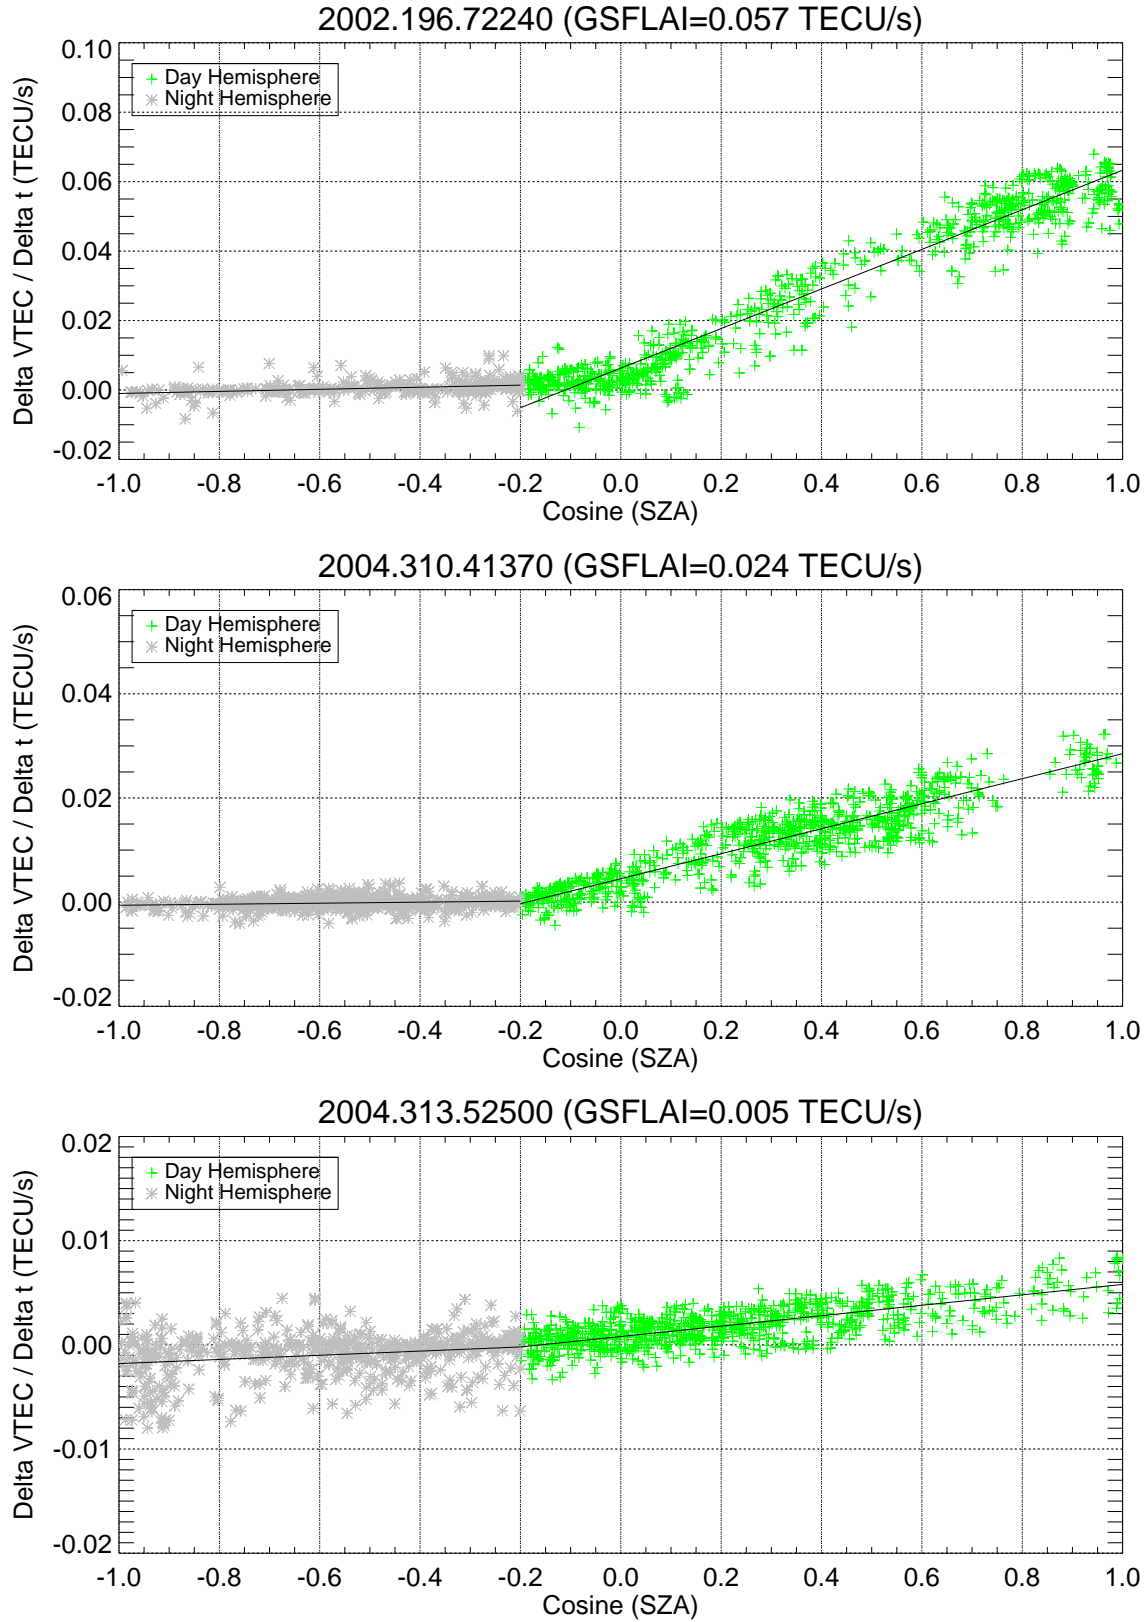 2002.196.72240 (GSFLAI=0.057 TECU/s)
Delta VTEC / Delta t (TECU/s)
0.10
0.08
0.06
0.04
0.02
0.00
-0.02
Day Hemisphere
Night Hemisphere
-1.0 -0.8 -0.6 -0.4 -0.2 0.0 0.2 0.4 0.6 0.8 1.0
Cosine (SZA)
2004.310.41370 (GSFLAI=0.024 TECU/s)
Delta VTEC / Delta t (TECU/s)
0.06
0.04
0.02
0.00
-0.02
Day Hemisphere
Night Hemisphere
-1.0 -0.8 -0.6 -0.4 -0.2 0.0 0.2 0.4 0.6 0.8 1.0
Cosine (SZA)
2004.313.52500 (GSFLAI=0.005 TECU/s)
Delta VTEC / Delta t (TECU/s)
0.02
0.01
0.00
-0.01
-0.02
Day Hemisphere
Night Hemisphere
-1.0 -0.8 -0.6 -0.4 -0.2 0.0 0.2 0.4 0.6 0.8 1.0
Cosine (SZA)